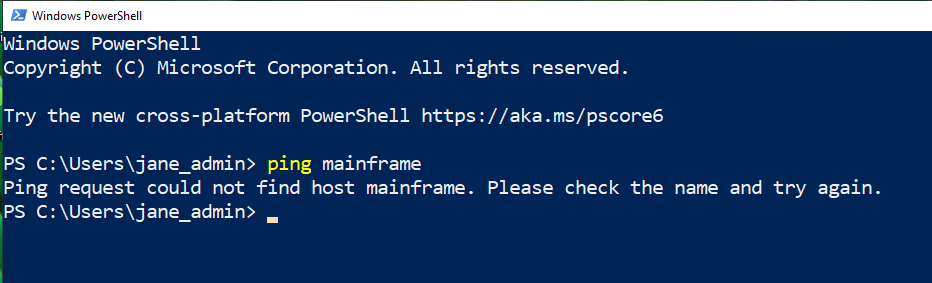 Windows PowerShell
Windows PowerShell
Copyright (C) Microsoft Corporation. All rights reserved.
Try the new cross-platform PowerShell https://aka.ms/pscore6
PS C:\Users\jane_admin> ping mainframe
Ping request could not find host mainframe. Please check the name and try again.
PS C:\Users\jane_admin>